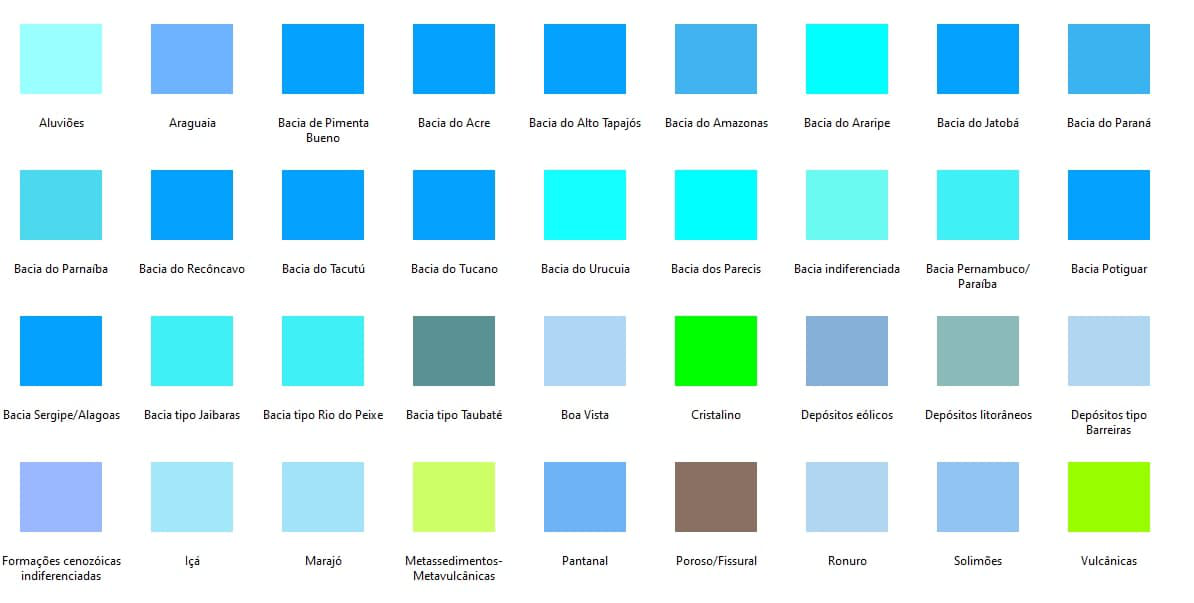 Aluviões
Araguaia
Bacia de Pimenta
Bueno
Bacia do Acre
Bacia do Alto Tapajós
Bacia do Amazonas
Bacia do Araripe
Bacia do Jatobá
Bacia do Paraná
Bacia do Parnaíba
Bacia do Recôncavo
Bacia do Tacutú
Bacia do Tucano
Bacia do Urucuia
Bacia dos Parecis
Bacia indiferenciada
Bacia Pernambuco/
Paraíba
Bacia Potiguar
Bacia Sergipe/Alagoas
Bacia tipo Jaibaras
Bacia tipo Rio do Peixe
Bacia tipo Taubaté
Boa Vista
Cristalino
Depósitos eólicos
Depósitos litorâneos
Depósitos tipo
Barreiras
Formações cenozóicas
indiferenciadas
Içá
Marajó
Metassedimentos-
Metavulcânicas
Pantanal
Poroso/Fissural
Ronuro
Solimões
Vulcânicas